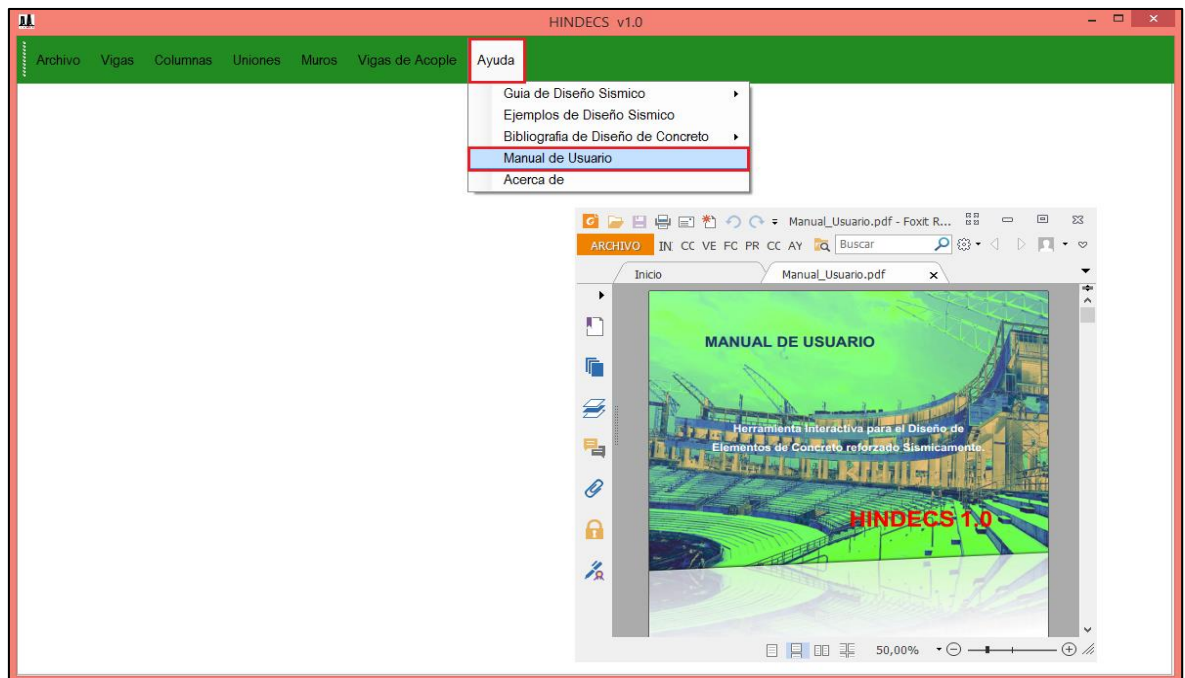 HINDECS v1.0
Archivo Vigas Columnas Uniones Muros Vigas de Acople Ayuda
Guia de Diseño Sismico
Ejemplos de Diseño Sismico
Bibliografia de Diseño de Concreto
Manual de Usuario
Acerca de
Manual_Usuario.pdf - Foxit R...
ARCHIVO IN CC VE FC PR CC AY Buscar
Inicio Manual_Usuario.pdf
MANUAL DE USUARIO
Herramienta Interactiva para el Diseño de
Elementos de Concreto reforzado Sismicamente.
HINDECS 1.0
50,00%